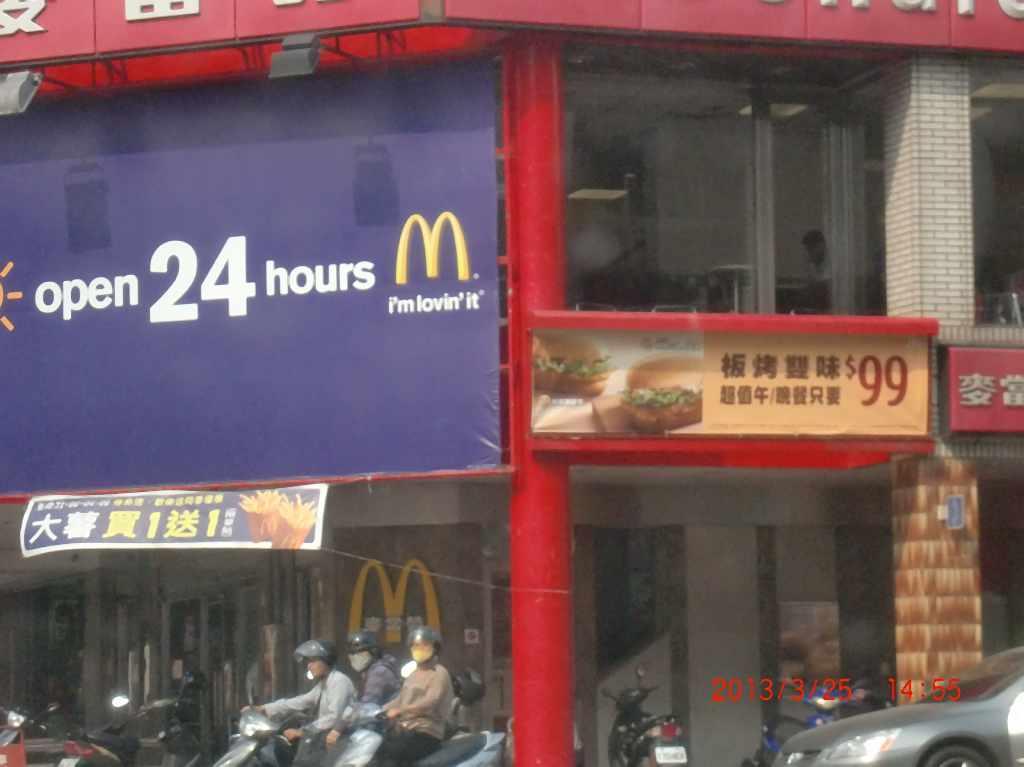 open 24 hours
i'm lovin' it
板烤雙味$99
超值午/晚餐只要
麥當
大薯買1送1
2013/3/25 14:55